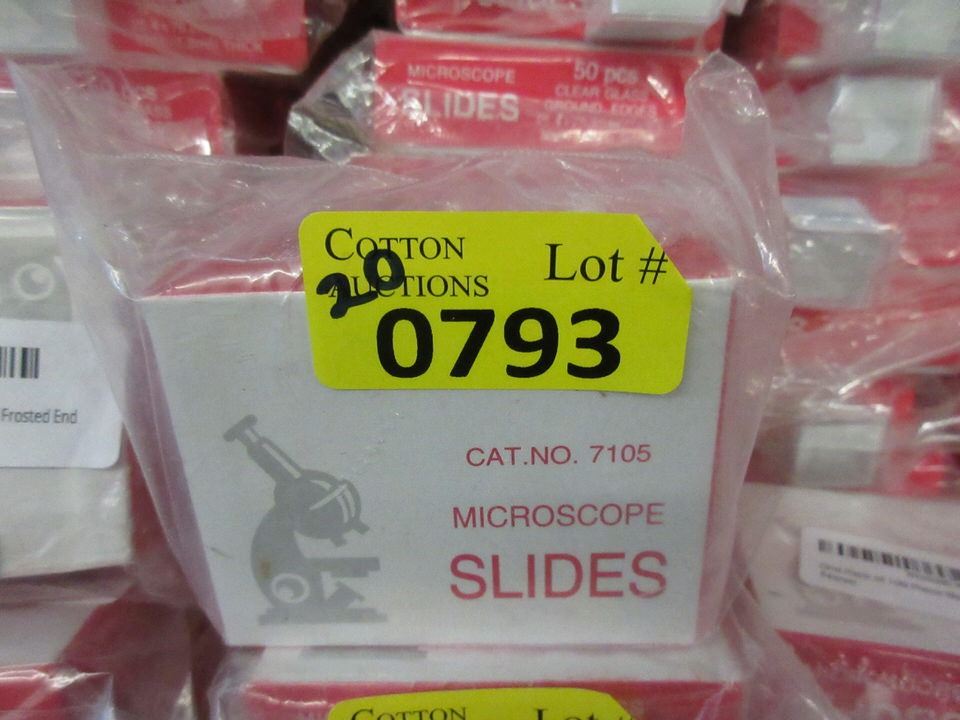 MICROSCOPE
SLIDES
50 pcs
CLEAR GLASS
GROUND EDGES
COTTON
AUCTIONS
Lot #
20
0793
CAT.NO. 7105
MICROSCOPE
SLIDES
Frosted End
COTTON
Lot #